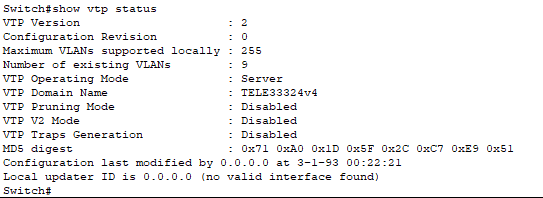 Switch#show vtp status
VTP Version                     : 2
Configuration Revision          : 0
Maximum VLANs supported locally : 255
Number of existing VLANs        : 9
VTP Operating Mode              : Server
VTP Domain Name                 : TELE33324v4
VTP Pruning Mode                : Disabled
VTP V2 Mode                     : Disabled
VTP Traps Generation            : Disabled
MD5 digest                      : 0x71 0xA0 0x1D 0x5F 0x2C 0xC7 0xE9 0x51
Configuration last modified by 0.0.0.0 at 3-1-93 00:22:21
Local updater ID is 0.0.0.0 (no valid interface found)
Switch#